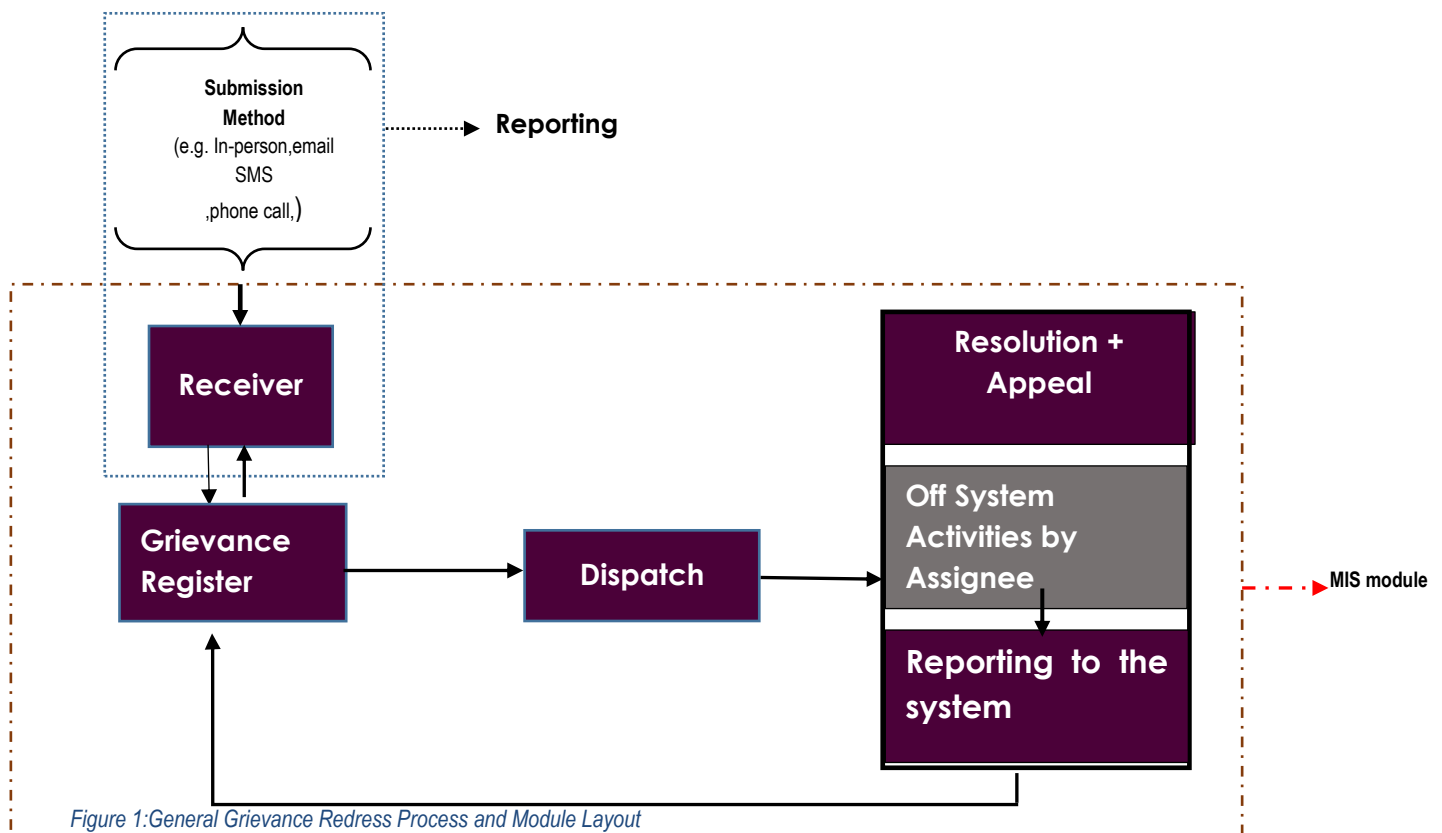 Submission
Method
(e.g. In-person,email
SMS
,phone call,)
Reporting
Receiver
Resolution +
Appeal
Grievance
Register
Dispatch
Off System
Activities by
Assignee
MIS module
Reporting to the
system
Figure 1:General Grievance Redress Process and Module Layout